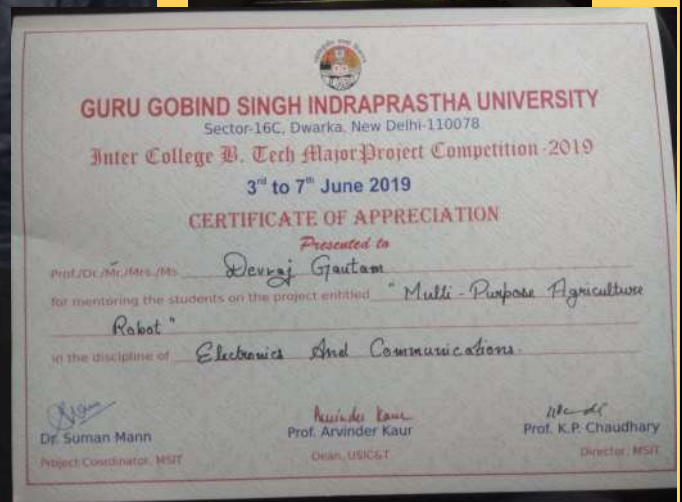 GURU GOBIND SINGH INDRAPRASTHA UNIVERSITY
Sector-16C, Dwarka, New Delhi-110078
Inter College B. Tech Major Project Competition-2019
3rd to 7th June 2019
CERTIFICATE OF APPRECIATION
Presented to
Prof./Dr./Mr./Mrs./Ms. Devraj Gautam
for mentoring the students on the project entitled "Multi-Purpose Agriculture
Robot"
in the discipline of Electronics And Communications.
Dr. Suman Mann
Prof. Arvinder Kaur
Prof. K.P. Chaudhary
Project Coordinator, MSIT
Dean, USIC&T
Director, MSIT